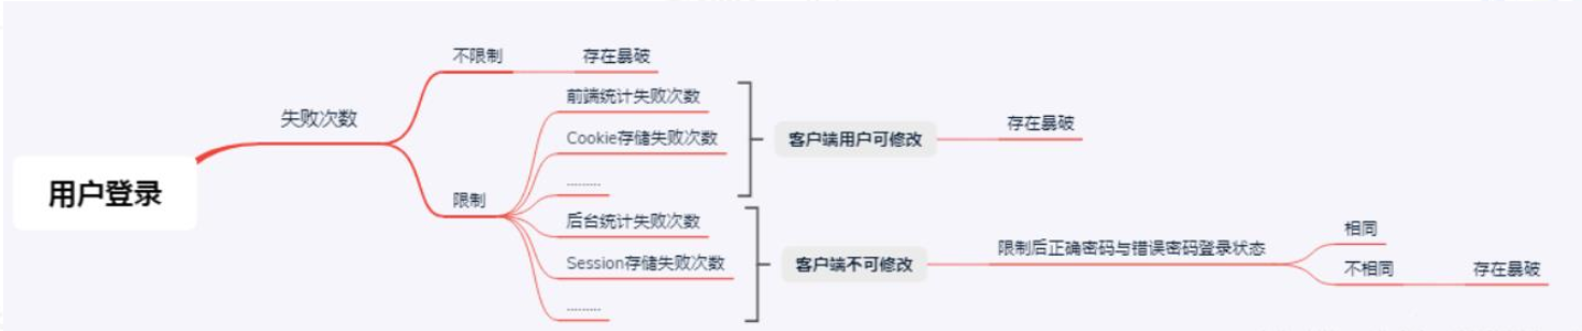 用户登录
失败次数
不限制
存在暴破
限制
前端统计失败次数
Cookie存储失败次数
.........
客户端用户可修改
存在暴破
后台统计失败次数
Session存储失败次数
.........
客户端不可修改
限制后正确密码与错误密码登录状态
相同
不相同
存在暴破